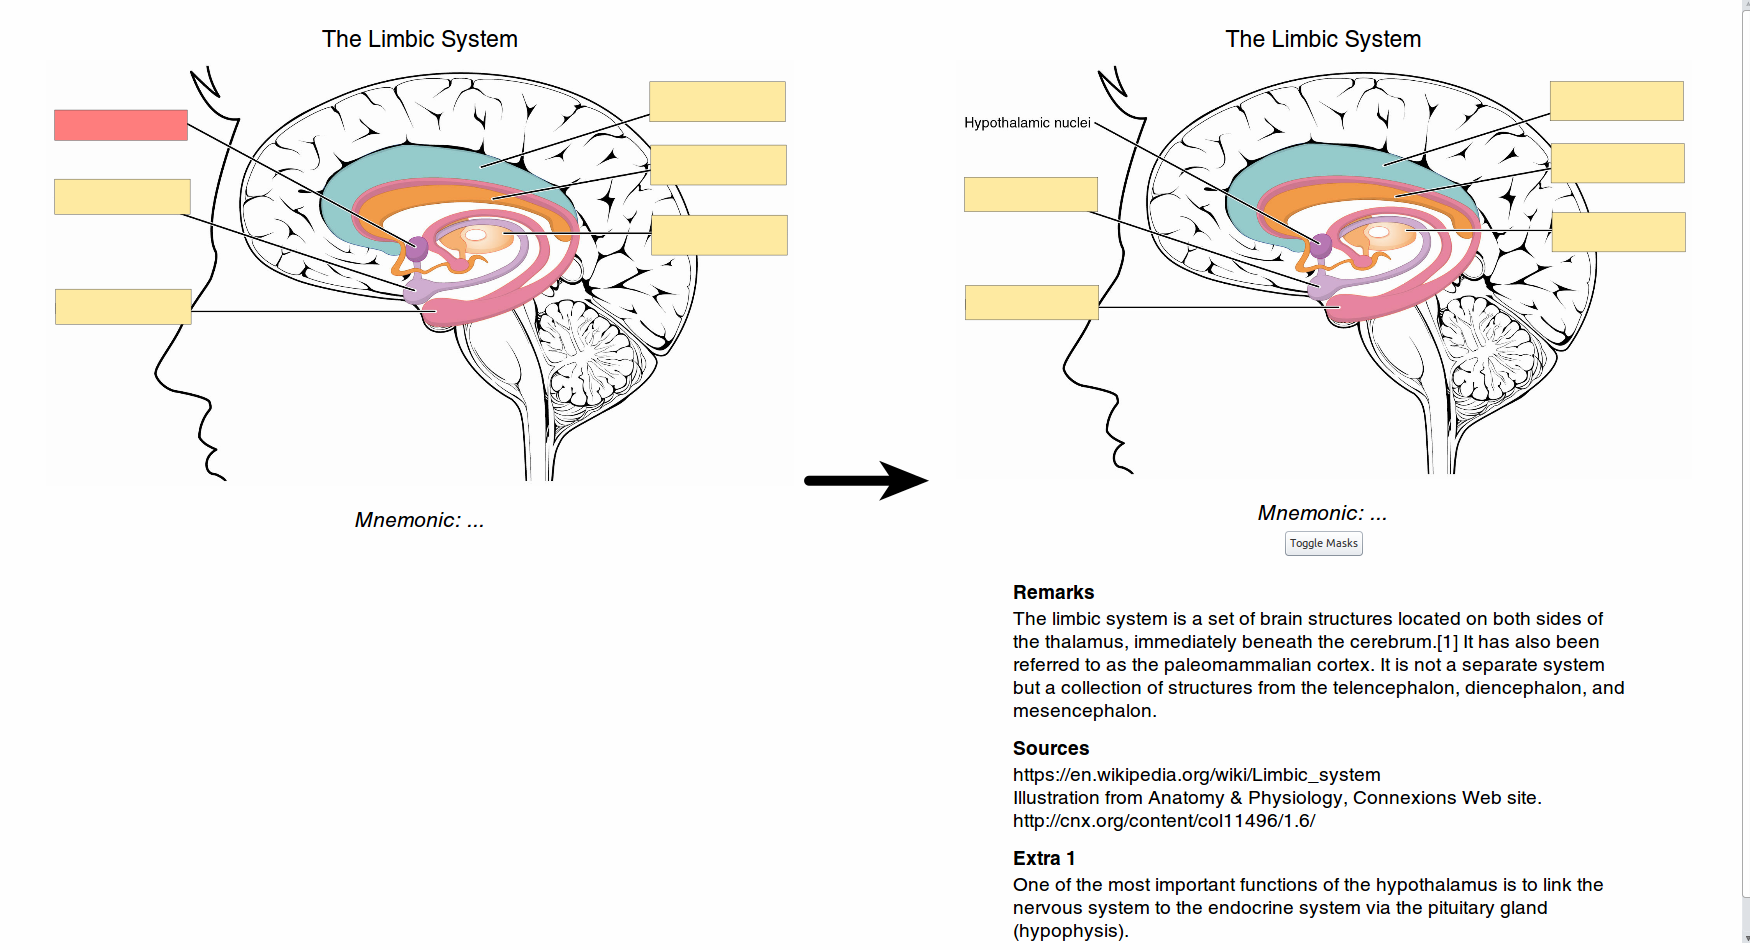 The Limbic System
Mnemonic: ...
The Limbic System
Hypothalamic nuclei
Mnemonic: ...
Toggle Masks
Remarks
The limbic system is a set of brain structures located on both sides of
the thalamus, immediately beneath the cerebrum.[1] It has also been
referred to as the paleomammalian cortex. It is not a separate system
but a collection of structures from the telencephalon, diencephalon, and
mesencephalon.
Sources
https://en.wikipedia.org/wiki/Limbic_system
Illustration from Anatomy & Physiology, Connexions Web site.
http://cnx.org/content/col11496/1.6/
Extra 1
One of the most important functions of the hypothalamus is to link the
nervous system to the endocrine system via the pituitary gland
(hypophysis).